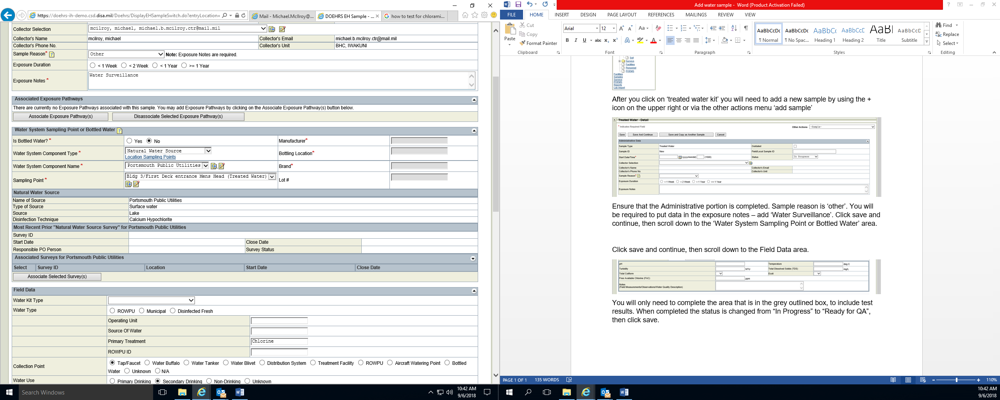 https://doehrs-ih-demo.csd.disa.mil/Doehrs/DisplayEHSampleSwitch.do?entryLocation=
Mail - Michael.McIlroy@...
DOEHRS EH Sample - ...
how to test for chlorami...
Collector Selection
mcilroy, michael, michael.b.mcilroy.ctr@mail.mil
Collector's Name mcilroy, michael Collector's Email michael.b.mcilroy.ctr@mail.mil
Collector's Phone No. Collector's Unit BHC, IWAKUNI
Sample Reason* Other Note: Exposure Notes are required.
Exposure Duration < 1 Week < 2 Week < 1 Year >= 1 Year
Exposure Notes * Water Surveillance
Associated Exposure Pathways
There are currently no Exposure Pathways associated with this sample. You may add Exposure Pathways by clicking on the Associate Exposure Pathway(s) button below.
Associate Exposure Pathway(s) Disassociate Selected Exposure Pathway(s)
Water System Sampling Point or Bottled Water
Is Bottled Water? * Yes No Manufacturer*
Water System Component Type * Natural Water Source Bottling Location*
Location Sampling Points
Water System Component Name * Portsmouth Public Utilities Brand*
Sampling Point * Bldg 3/First Deck entrance Mens Head (Treated Water) Lot #
Natural Water Source
Name of Source Portsmouth Public Utilities
Type of Source Surface water
Source Lake
Disinfection Technique Calcium Hypochlorite
Most Recent Prior "Natural Water Source Survey" for Portsmouth Public Utilities
Survey ID
Start Date Close Date
Responsible PO Person Survey Status
Associated Surveys for Portsmouth Public Utilities
Select Survey ID Location Start Date Close Date
Associate Selected Survey(s)
Field Data
Water Kit Type
Water Type ROWPU Municipal Disinfected Fresh
Operating Unit
Source Of Water
Primary Treatment Chlorine
ROWPU ID
Collection Point Tap/Faucet Water Buffalo Water Tanker Water Blivet Distribution System Treatment Facility ROWPU Aircraft Watering Point Bottled
Water Unknown N/A
Water Use Primary Drinking Secondary Drinking Non-Drinking Unknown
Search Windows
10:42 AM
9/6/2018
Add water sample - Word (Product Activation Failed)
FILE HOME INSERT DESIGN PAGE LAYOUT REFERENCES MAILINGS REVIEW VIEW
Paste
Cut
Copy
Format Painter
Clipboard
Arial 12
Font
Paragraph
AaBbCcDc AaBbCcDc AaBbC AaBbCcC AaBl AaBbCcD
¶ Normal ¶ No Spac... Heading 1 Heading 2 Title Subtitle
Styles
Find
Replace
Select
Editing
Soil
Surveys
Facilities
Personnel
POEMS
Facilities
Samples
Surveys
POEMS
Reports
Lab Import
After you click on ‘treated water kit’ you will need to add a new sample by using the +
icon on the upper right or via the other actions menu ‘add sample’
Treated Water - Detail
* Indicates Required Field Other Actions -Sample-
Save Save And Continue Save and Copy as Another Sample Cancel
Administrative Data
Sample Type Treated Water Outdated
Sample ID New Field/Local Sample ID
Start Date/Time* (yyyy/mm/dd) (1500) Status In Progress
Collector Selection
Collector's Name Collector's Email
Collector's Phone No. Collector's Unit
Sample Reason*
Exposure Duration < 1 Week < 2 Week < 1 Year >= 1 Year
Exposure Notes
Ensure that the Administrative portion is completed. Sample reason is ‘other’. You will
be required to put data in the exposure notes – add ‘Water Surveillance’. Click save and
continue, then scroll down to the ‘Water System Sampling Point or Bottled Water’ area.
Click save and continue, then scroll down to the Field Data area.
pH Temperature deg C
Turbidity NTU Total Dissolved Solids (TDS) mg/L
Total Coliform Ecoli
Free Available Chlorine (FAC) ppm
Notes
(Field Measurements/Observations/Water Quality Description)
You will only need to complete the area that is in the grey outlined box, to include test
results. When completed the status is changed from “In Progress” to “Ready for QA”,
then click save.
PAGE 1 OF 1 135 WORDS 110%
10:42 AM
9/6/2018